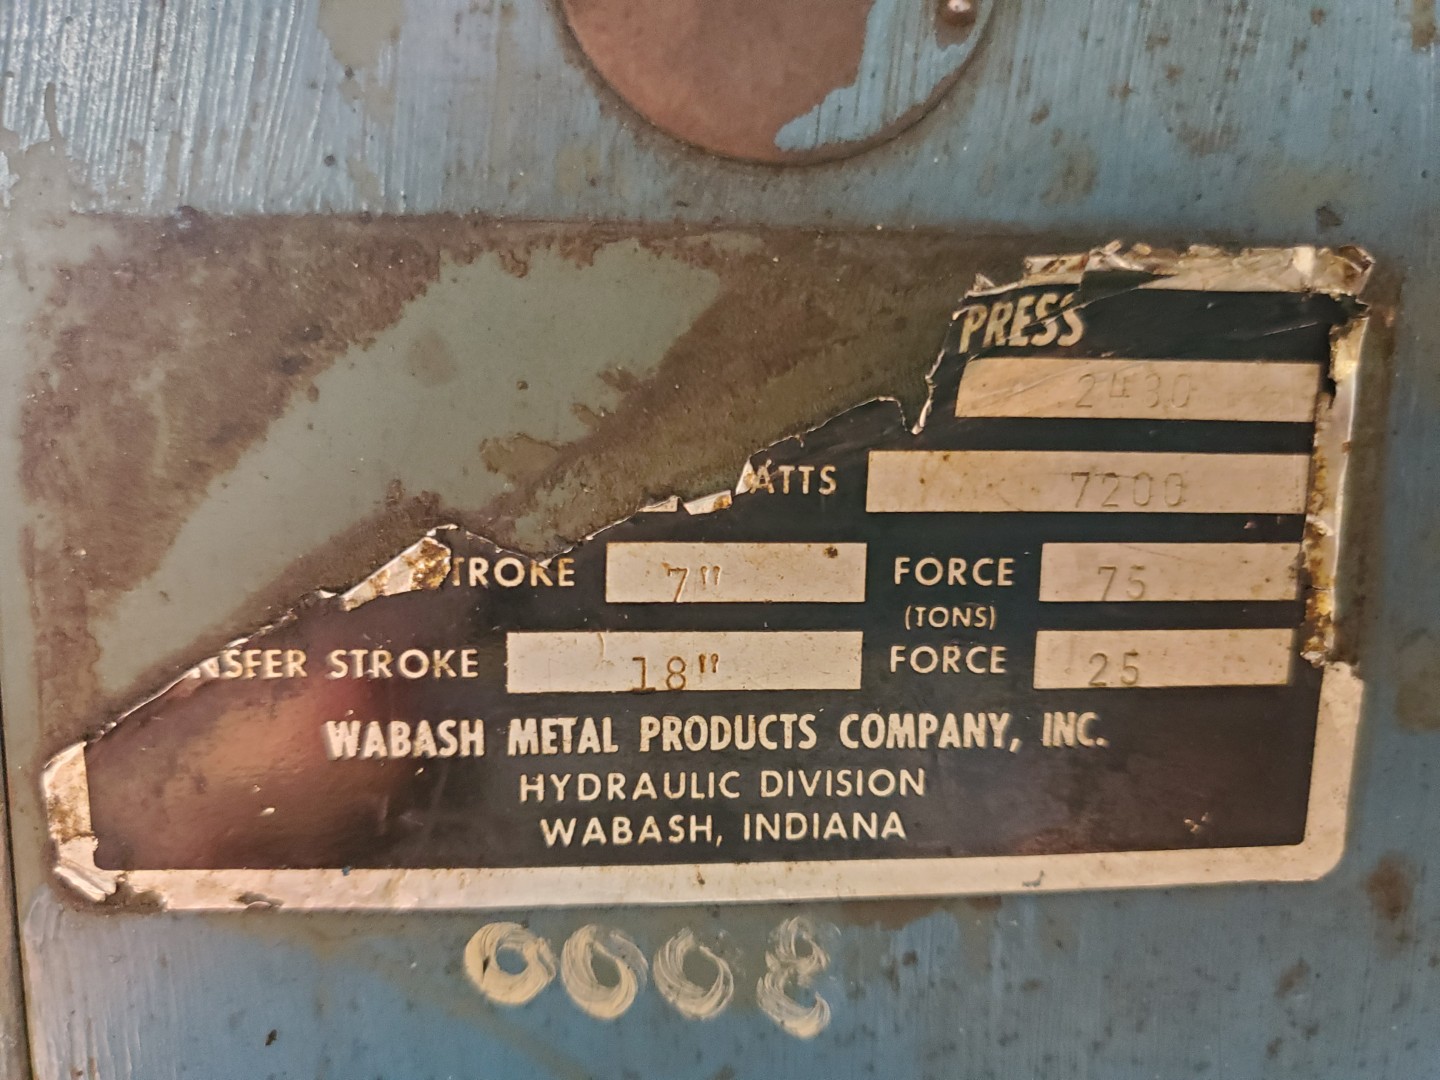 PRESS
2430
ATTS 7200
TROKE 7" FORCE 75
(TONS)
NSFER STROKE 18" FORCE 25
WABASH METAL PRODUCTS COMPANY, INC.
HYDRAULIC DIVISION
WABASH, INDIANA
0008